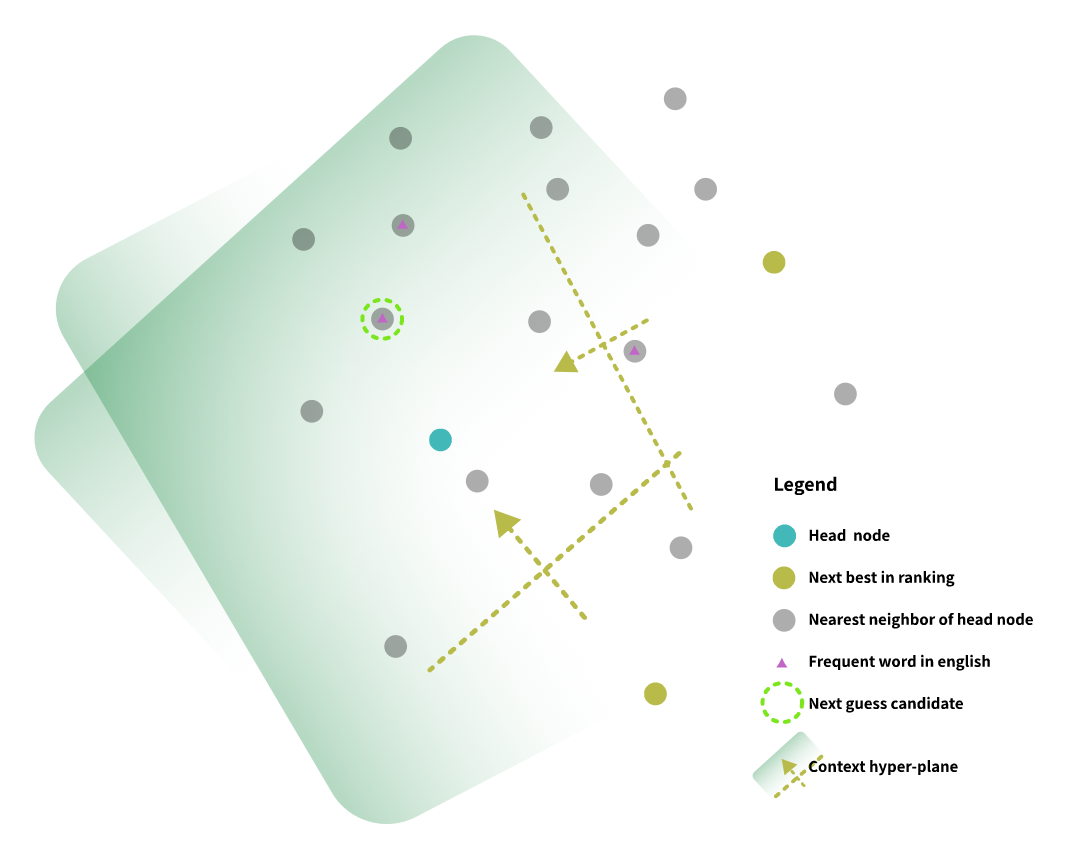 Legend
Head node
Next best in ranking
Nearest neighbor of head node
Frequent word in english
Next guess candidate
Context hyper-plane